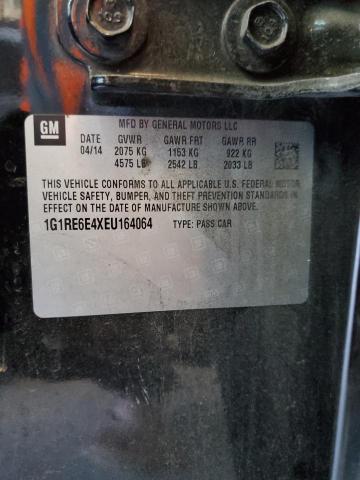 GM
MFD BY GENERAL MOTORS LLC
DATE GVWR GAWR FRT GAWR RR
04/14 2075 KG 1153 KG 922 KG
4575 LB 2542 LB 2033 LB
THIS VEHICLE CONFORMS TO ALL APPLICABLE U.S. FEDERAL MOTOR
VEHICLE SAFETY, BUMPER, AND THEFT PREVENTION STANDARDS
IN EFFECT ON THE DATE OF MANUFACTURE SHOWN ABOVE.
1G1RE6E4XEU164064 TYPE: PASS CAR